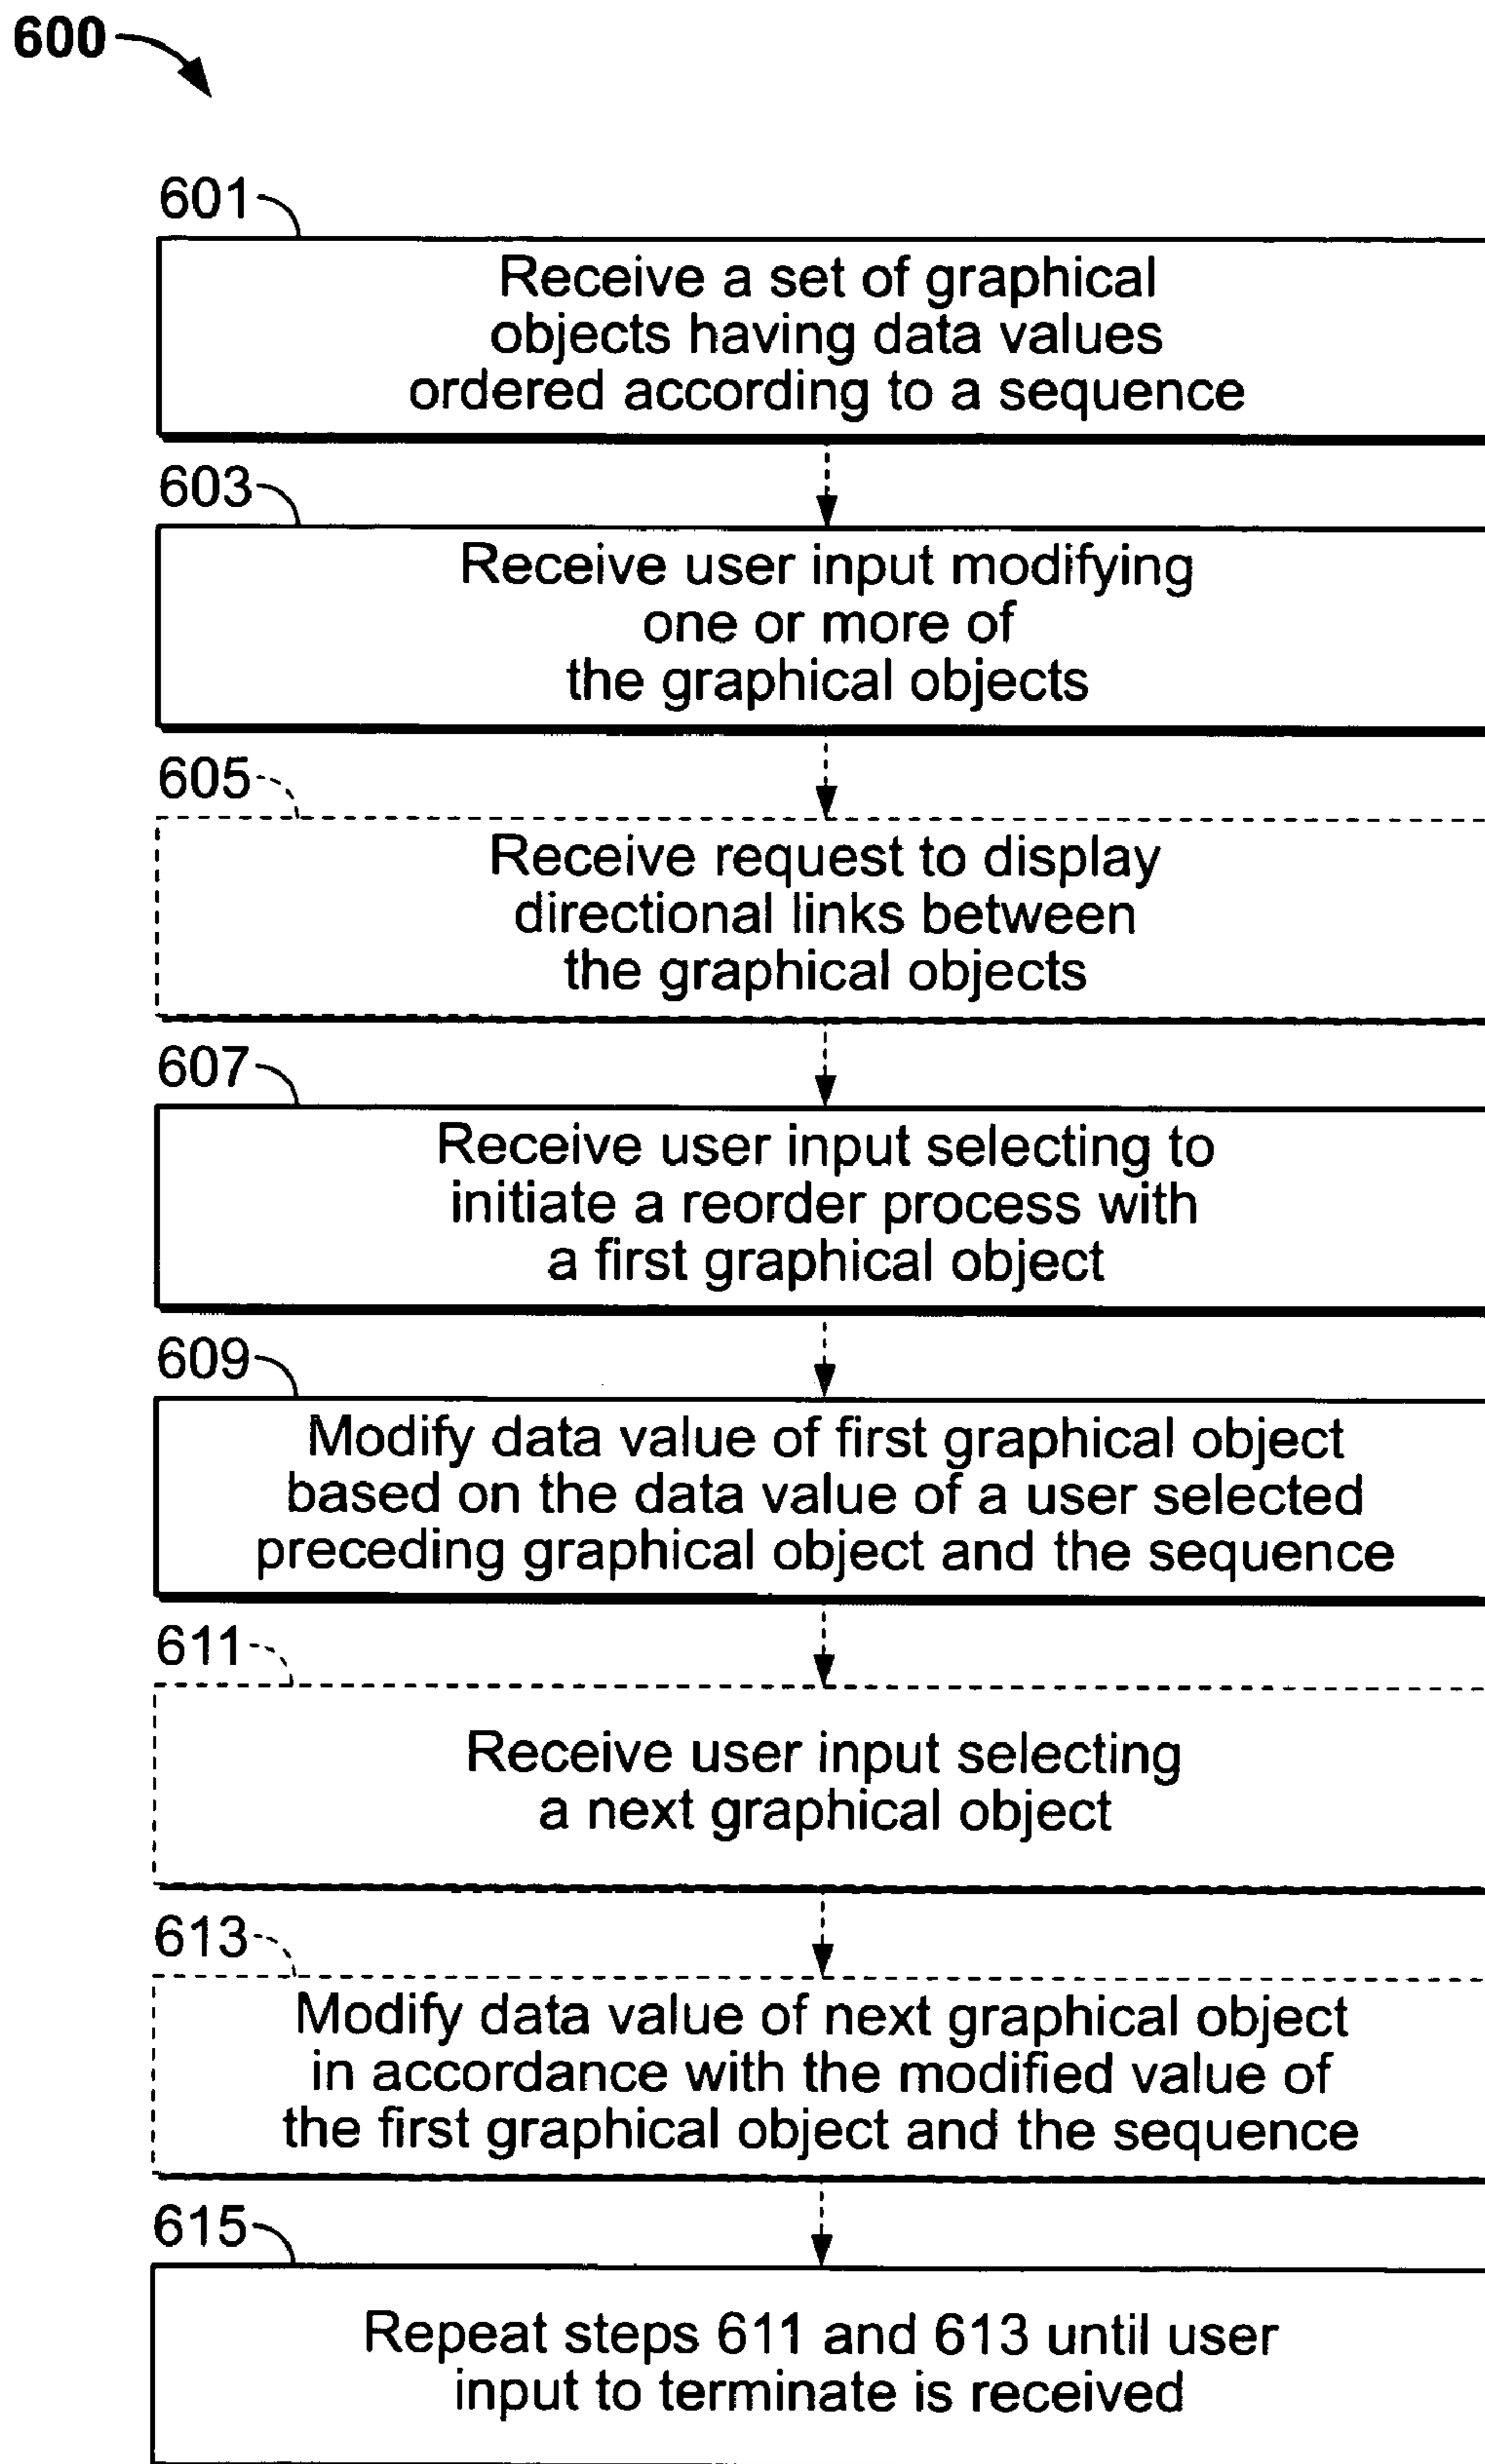 600
601
Receive a set of graphical
objects having data values
ordered according to a sequence
603
Receive user input modifying
one or more of
the graphical objects
605
Receive request to display
directional links between
the graphical objects
607
Receive user input selecting to
initiate a reorder process with
a first graphical object
609
Modify data value of first graphical object
based on the data value of a user selected
preceding graphical object and the sequence
611
Receive user input selecting
a next graphical object
613
Modify data value of next graphical object
in accordance with the modified value of
the first graphical object and the sequence
615
Repeat steps 611 and 613 until user
input to terminate is received